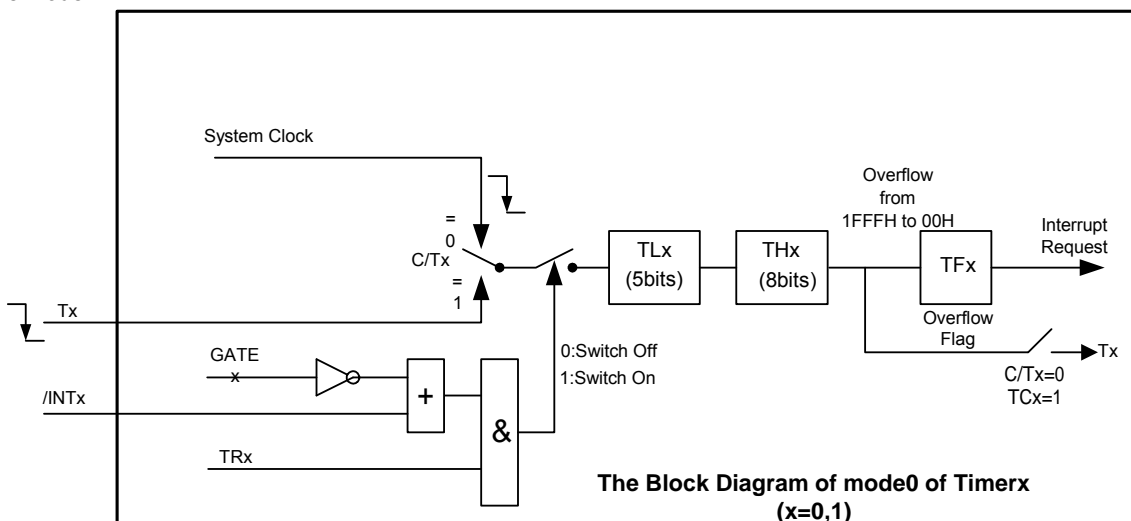 System Clock
Overflow
from
1FFFH to 00H
Interrupt
Request
=
0
C/Tx
=
1
TLx
(5bits)
THx
(8bits)
TFx
Overflow
Flag
Tx
Tx
C/Tx=0
TCx=1
0:Switch Off
1:Switch On
GATE
x
/INTx
+
&
TRx
The Block Diagram of mode0 of Timerx
(x=0,1)